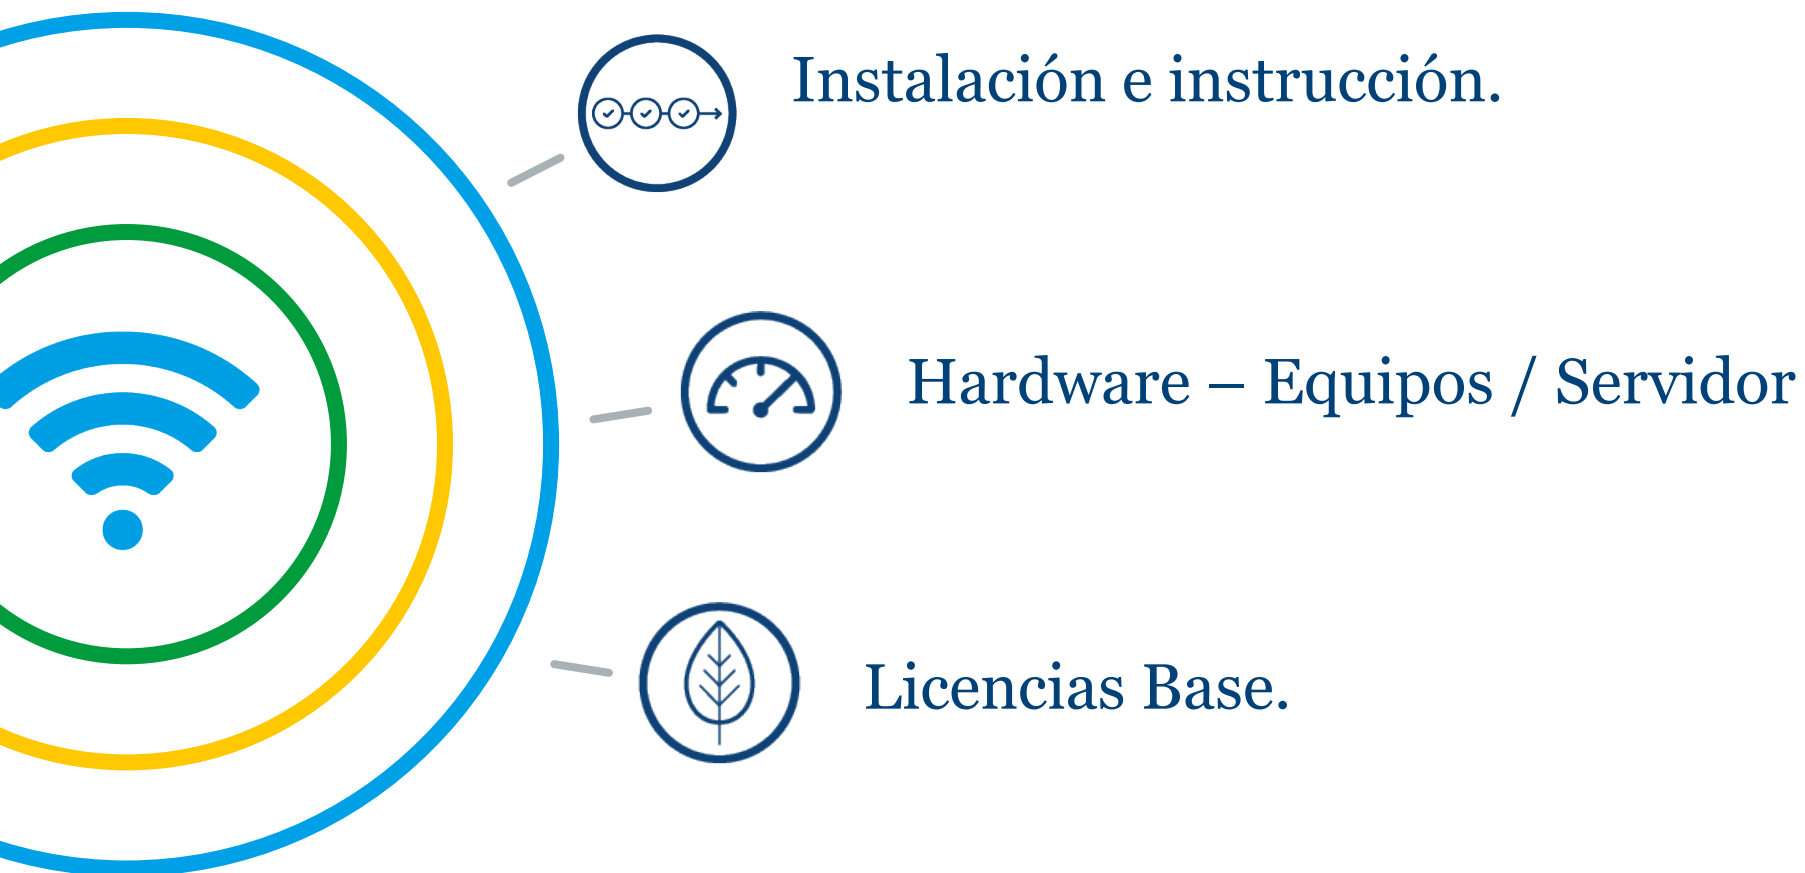 Instalación e instrucción.
Hardware – Equipos / Servidor
Licencias Base.